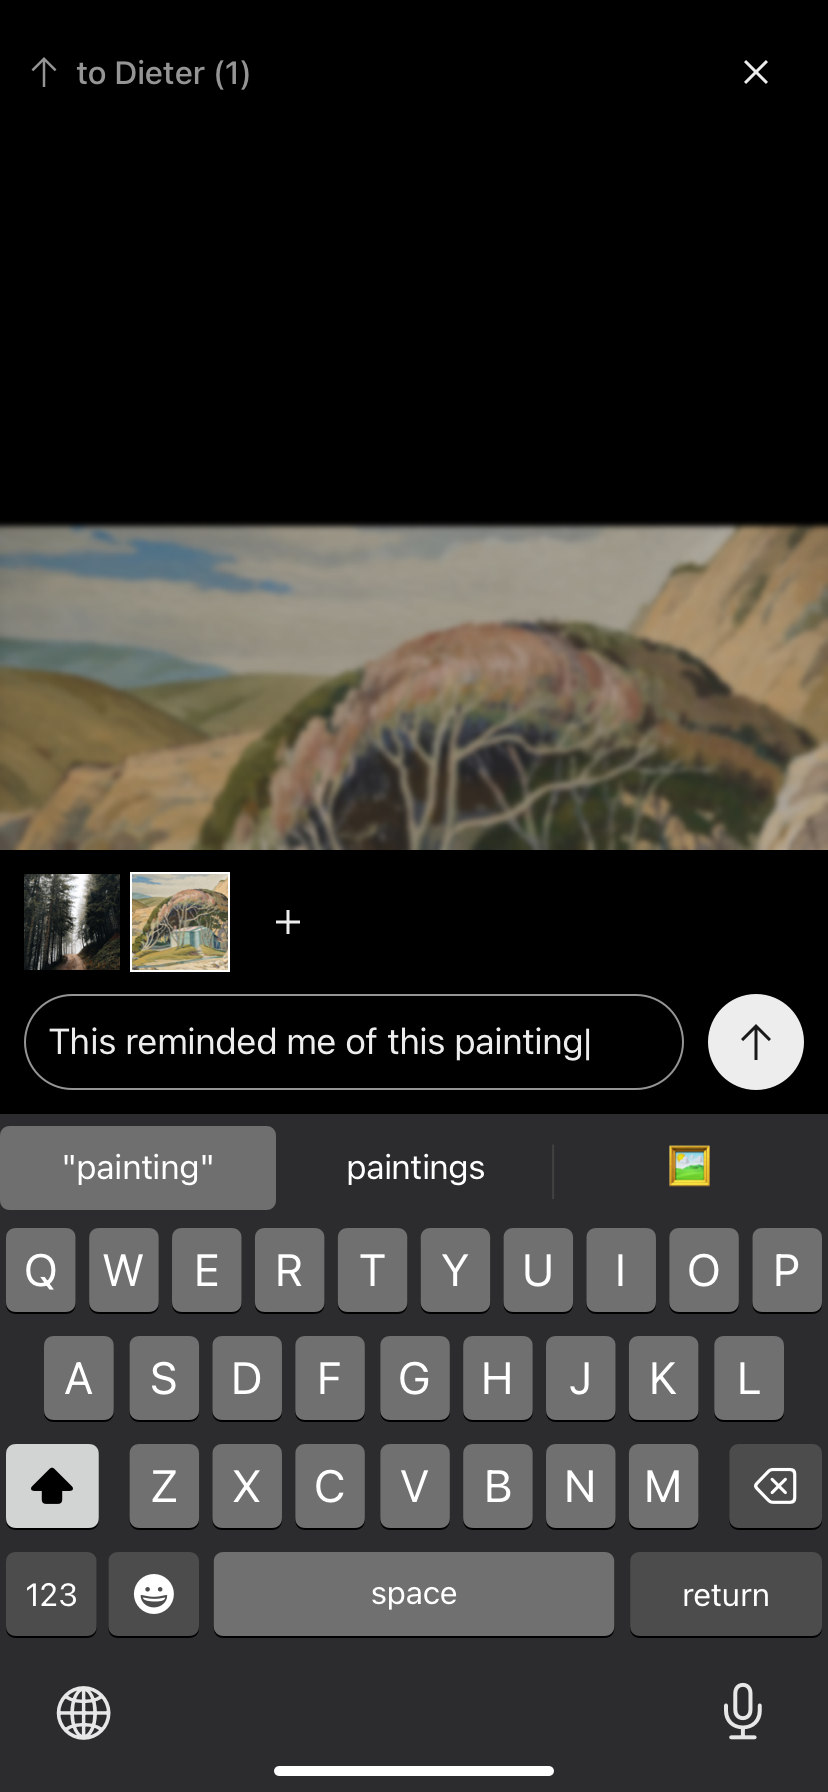 to Dieter (1)
This reminded me of this painting
"painting" paintings
Q W E R T Y U I O P
A S D F G H J K L
Z X C V B N M
123 space return